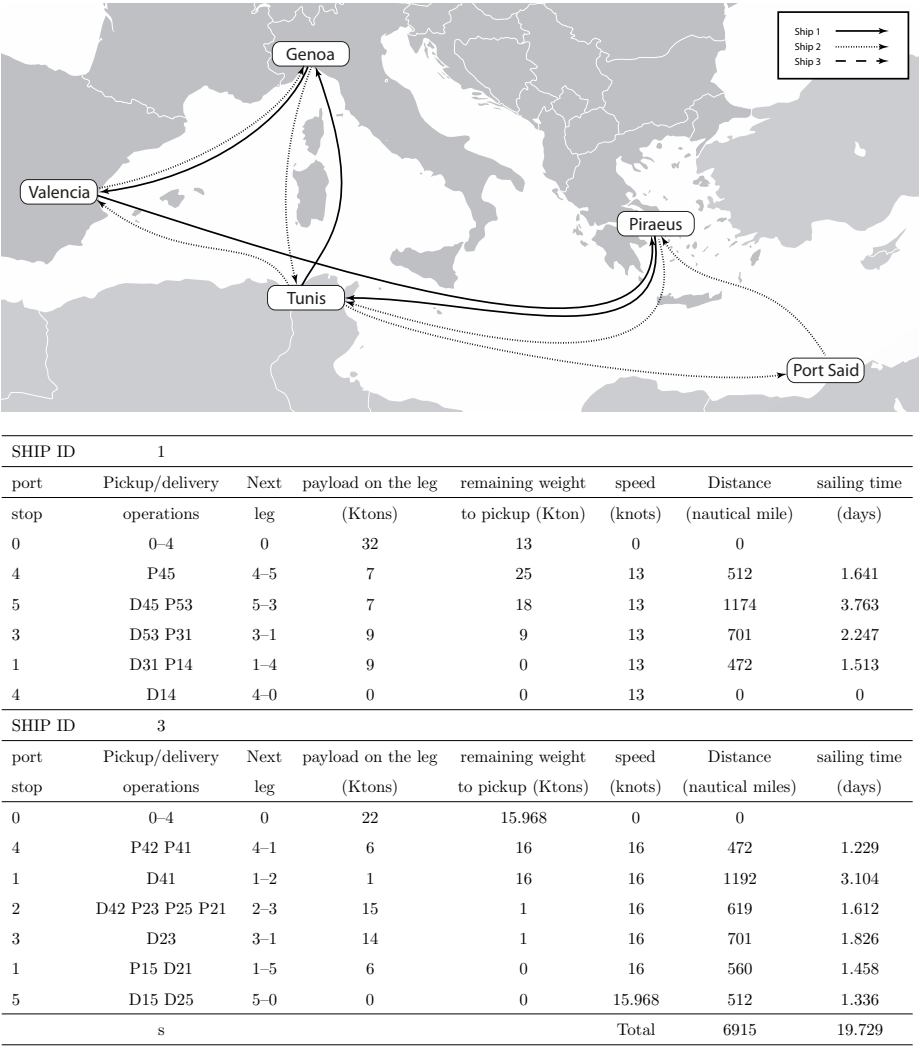 Genoa
Ship 1
Ship 2
Ship 3
Valencia
Piraeus
Tunis
Port Said
SHIP ID 1
port Pickup/delivery Next payload on the leg remaining weight speed Distance sailing time
stop operations leg (Ktons) to pickup (Kton) (knots) (nautical mile) (days)
0 0–4 0 32 13 0 0
4 P45 4–5 7 25 13 512 1.641
5 D45 P53 5–3 7 18 13 1174 3.763
3 D53 P31 3–1 9 9 13 701 2.247
1 D31 P14 1–4 9 0 13 472 1.513
4 D14 4–0 0 0 13 0 0
SHIP ID 3
port Pickup/delivery Next payload on the leg remaining weight speed Distance sailing time
stop operations leg (Ktons) to pickup (Ktons) (knots) (nautical miles) (days)
0 0–4 0 22 15.968 0 0
4 P42 P41 4–1 6 16 16 472 1.229
1 D41 1–2 1 16 16 1192 3.104
2 D42 P23 P25 P21 2–3 15 1 16 619 1.612
3 D23 3–1 14 1 16 701 1.826
1 P15 D21 1–5 6 0 16 560 1.458
5 D15 D25 5–0 0 0 15.968 512 1.336
s Total 6915 19.729